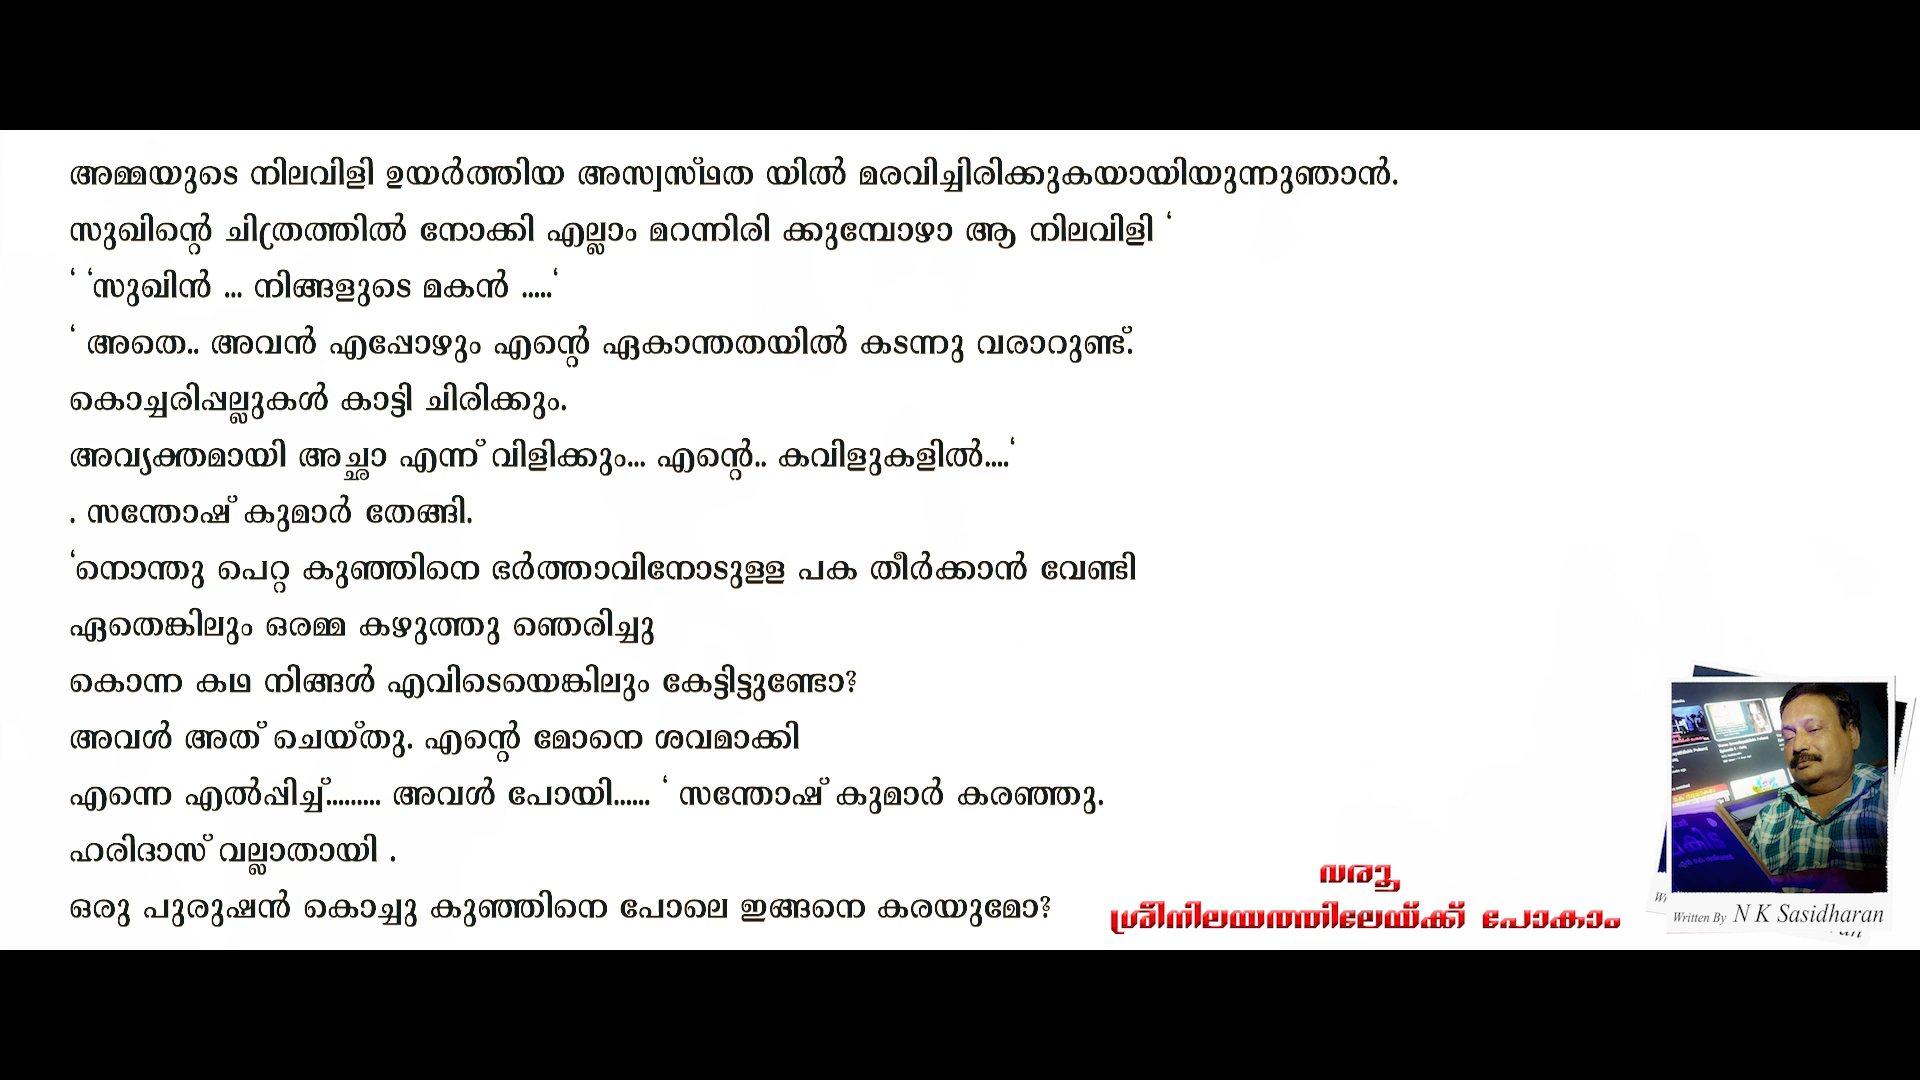 അമ്മയുടെ നിലവിളി ഉയർത്തിയ അസ്വസ്ഥത യിൽ മരവിച്ചിരിക്കുകയായിയുന്നുഞാൻ.
സുഖിന്റെ ചിത്രത്തിൽ നോക്കി എല്ലാം മറന്നിരി ക്കുമ്പോഴാ ആ നിലവിളി ‘
‘ ‘സുഖിൻ ... നിങ്ങളുടെ മകൻ .....‘
‘ അതെ.. അവൻ എപ്പോഴും എന്റെ ഏകാന്തതയിൽ കടന്നു വരാറുണ്ട്.
കൊച്ചരിപ്പല്ലുകൾ കാട്ടി ചിരിക്കും.
അവ്യക്തമായി അച്ഛാ എന്ന് വിളിക്കും... എന്റെ.. കവിളുകളിൽ....‘
. സന്തോഷ് കുമാർ തേങ്ങി.
‘നൊന്തു പെറ്റ കുഞ്ഞിനെ ഭർത്താവിനോടുള്ള പക തീർക്കാൻ വേണ്ടി
ഏതെങ്കിലും ഒരമ്മ കഴുത്തു ഞെരിച്ചു
കൊന്ന കഥ നിങ്ങൾ എവിടെയെങ്കിലും കേട്ടിട്ടുണ്ടോ?
അവൾ അത് ചെയ്തു. എന്റെ മോനെ ശവമാക്കി
എന്നെ എൽപ്പിച്ച്......... അവൾ പോയി...... ‘ സന്തോഷ് കുമാർ കരഞ്ഞു.
ഹരിദാസ് വല്ലാതായി .
ഒരു പുരുഷൻ കൊച്ചു കുഞ്ഞിനെ പോലെ ഇങ്ങനെ കരയുമോ?
വരൂ
ശ്രീനിലയത്തിലേയ്ക്ക് പോകാം
Written By N K Sasidharan